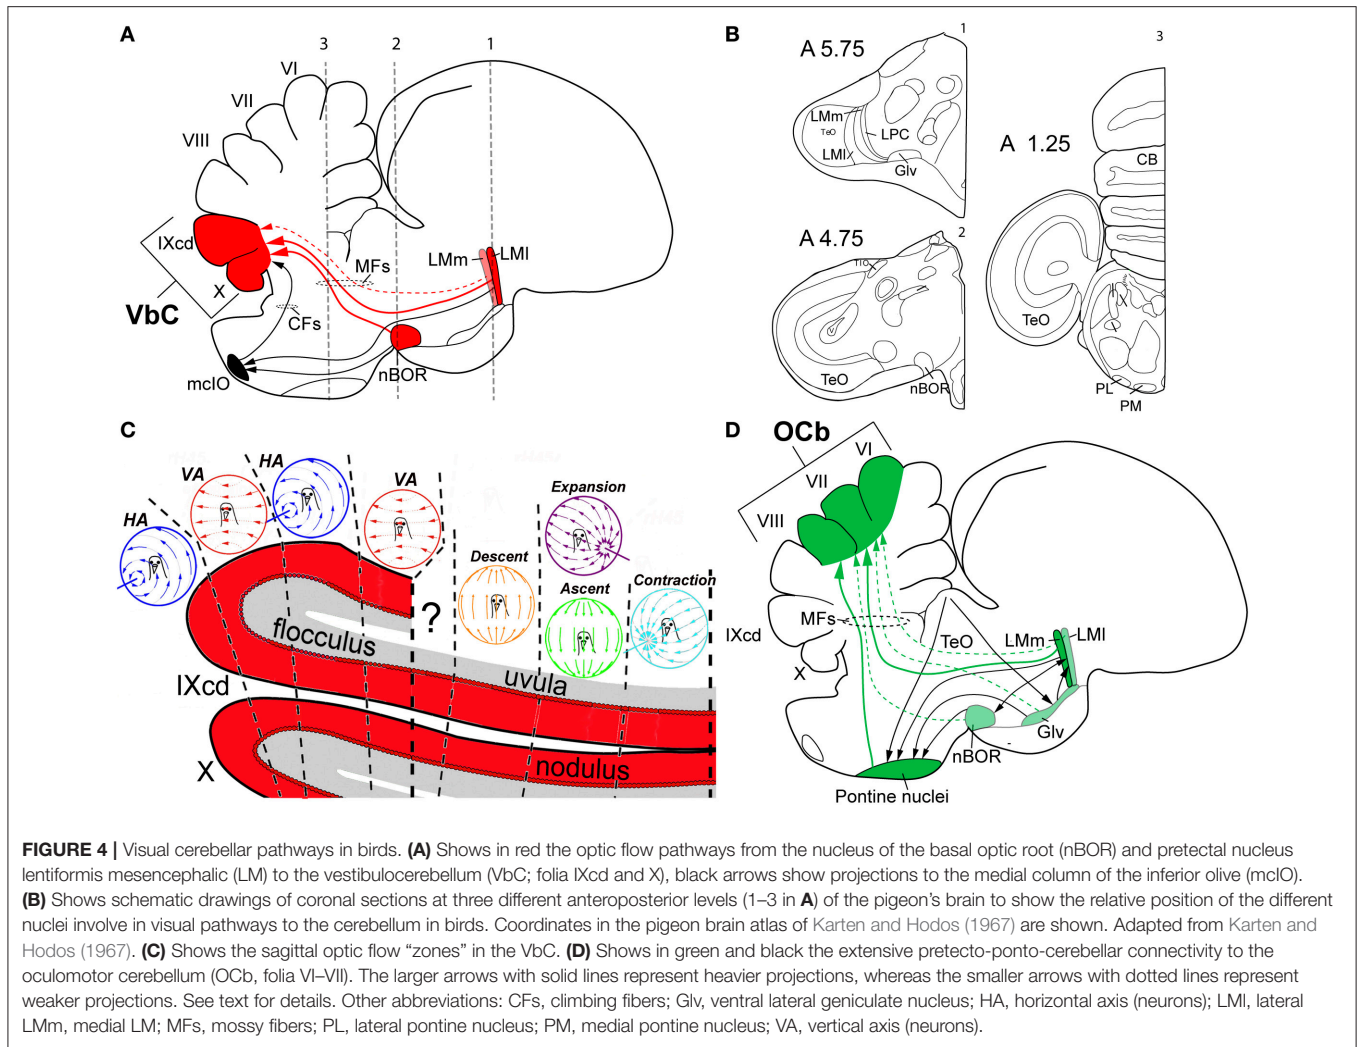 A
3
2
1
VI
VII
VIII
IXcd
X
VbC
MFs
CFs
LMm
LMl
nBOR
mcIO
B
A 5.75
1
LMm
TeO
LPC
LMl
Glv
A 4.75
2
TeO
nBOR
3
A 1.25
CB
TeO
PL
PM
C
HA
VA
HA
VA
Descent
Expansion
Ascent
Contraction
?
flocculus
uvula
IXcd
X
nodulus
D
OCb
VI
VII
VIII
MFs
IXcd
X
TeO
LMm
LMl
Glv
nBOR
Pontine nuclei
FIGURE 4 | Visual cerebellar pathways in birds. (A) Shows in red the optic flow pathways from the nucleus of the basal optic root (nBOR) and pretectal nucleus
lentiformis mesencephalic (LM) to the vestibulocerebellum (VbC; folia IXcd and X), black arrows show projections to the medial column of the inferior olive (mcIO).
(B) Shows schematic drawings of coronal sections at three different anteroposterior levels (1–3 in A) of the pigeon's brain to show the relative position of the different
nuclei involve in visual pathways to the cerebellum in birds. Coordinates in the pigeon brain atlas of Karten and Hodos (1967) are shown. Adapted from Karten and
Hodos (1967). (C) Shows the sagittal optic flow "zones" in the VbC. (D) Shows in green and black the extensive pretecto-ponto-cerebellar connectivity to the
oculomotor cerebellum (OCb, folia VI–VII). The larger arrows with solid lines represent heavier projections, whereas the smaller arrows with dotted lines represent
weaker projections. See text for details. Other abbreviations: CFs, climbing fibers; Glv, ventral lateral geniculate nucleus; HA, horizontal axis (neurons); LMl, lateral
LMm, medial LM; MFs, mossy fibers; PL, lateral pontine nucleus; PM, medial pontine nucleus; VA, vertical axis (neurons).